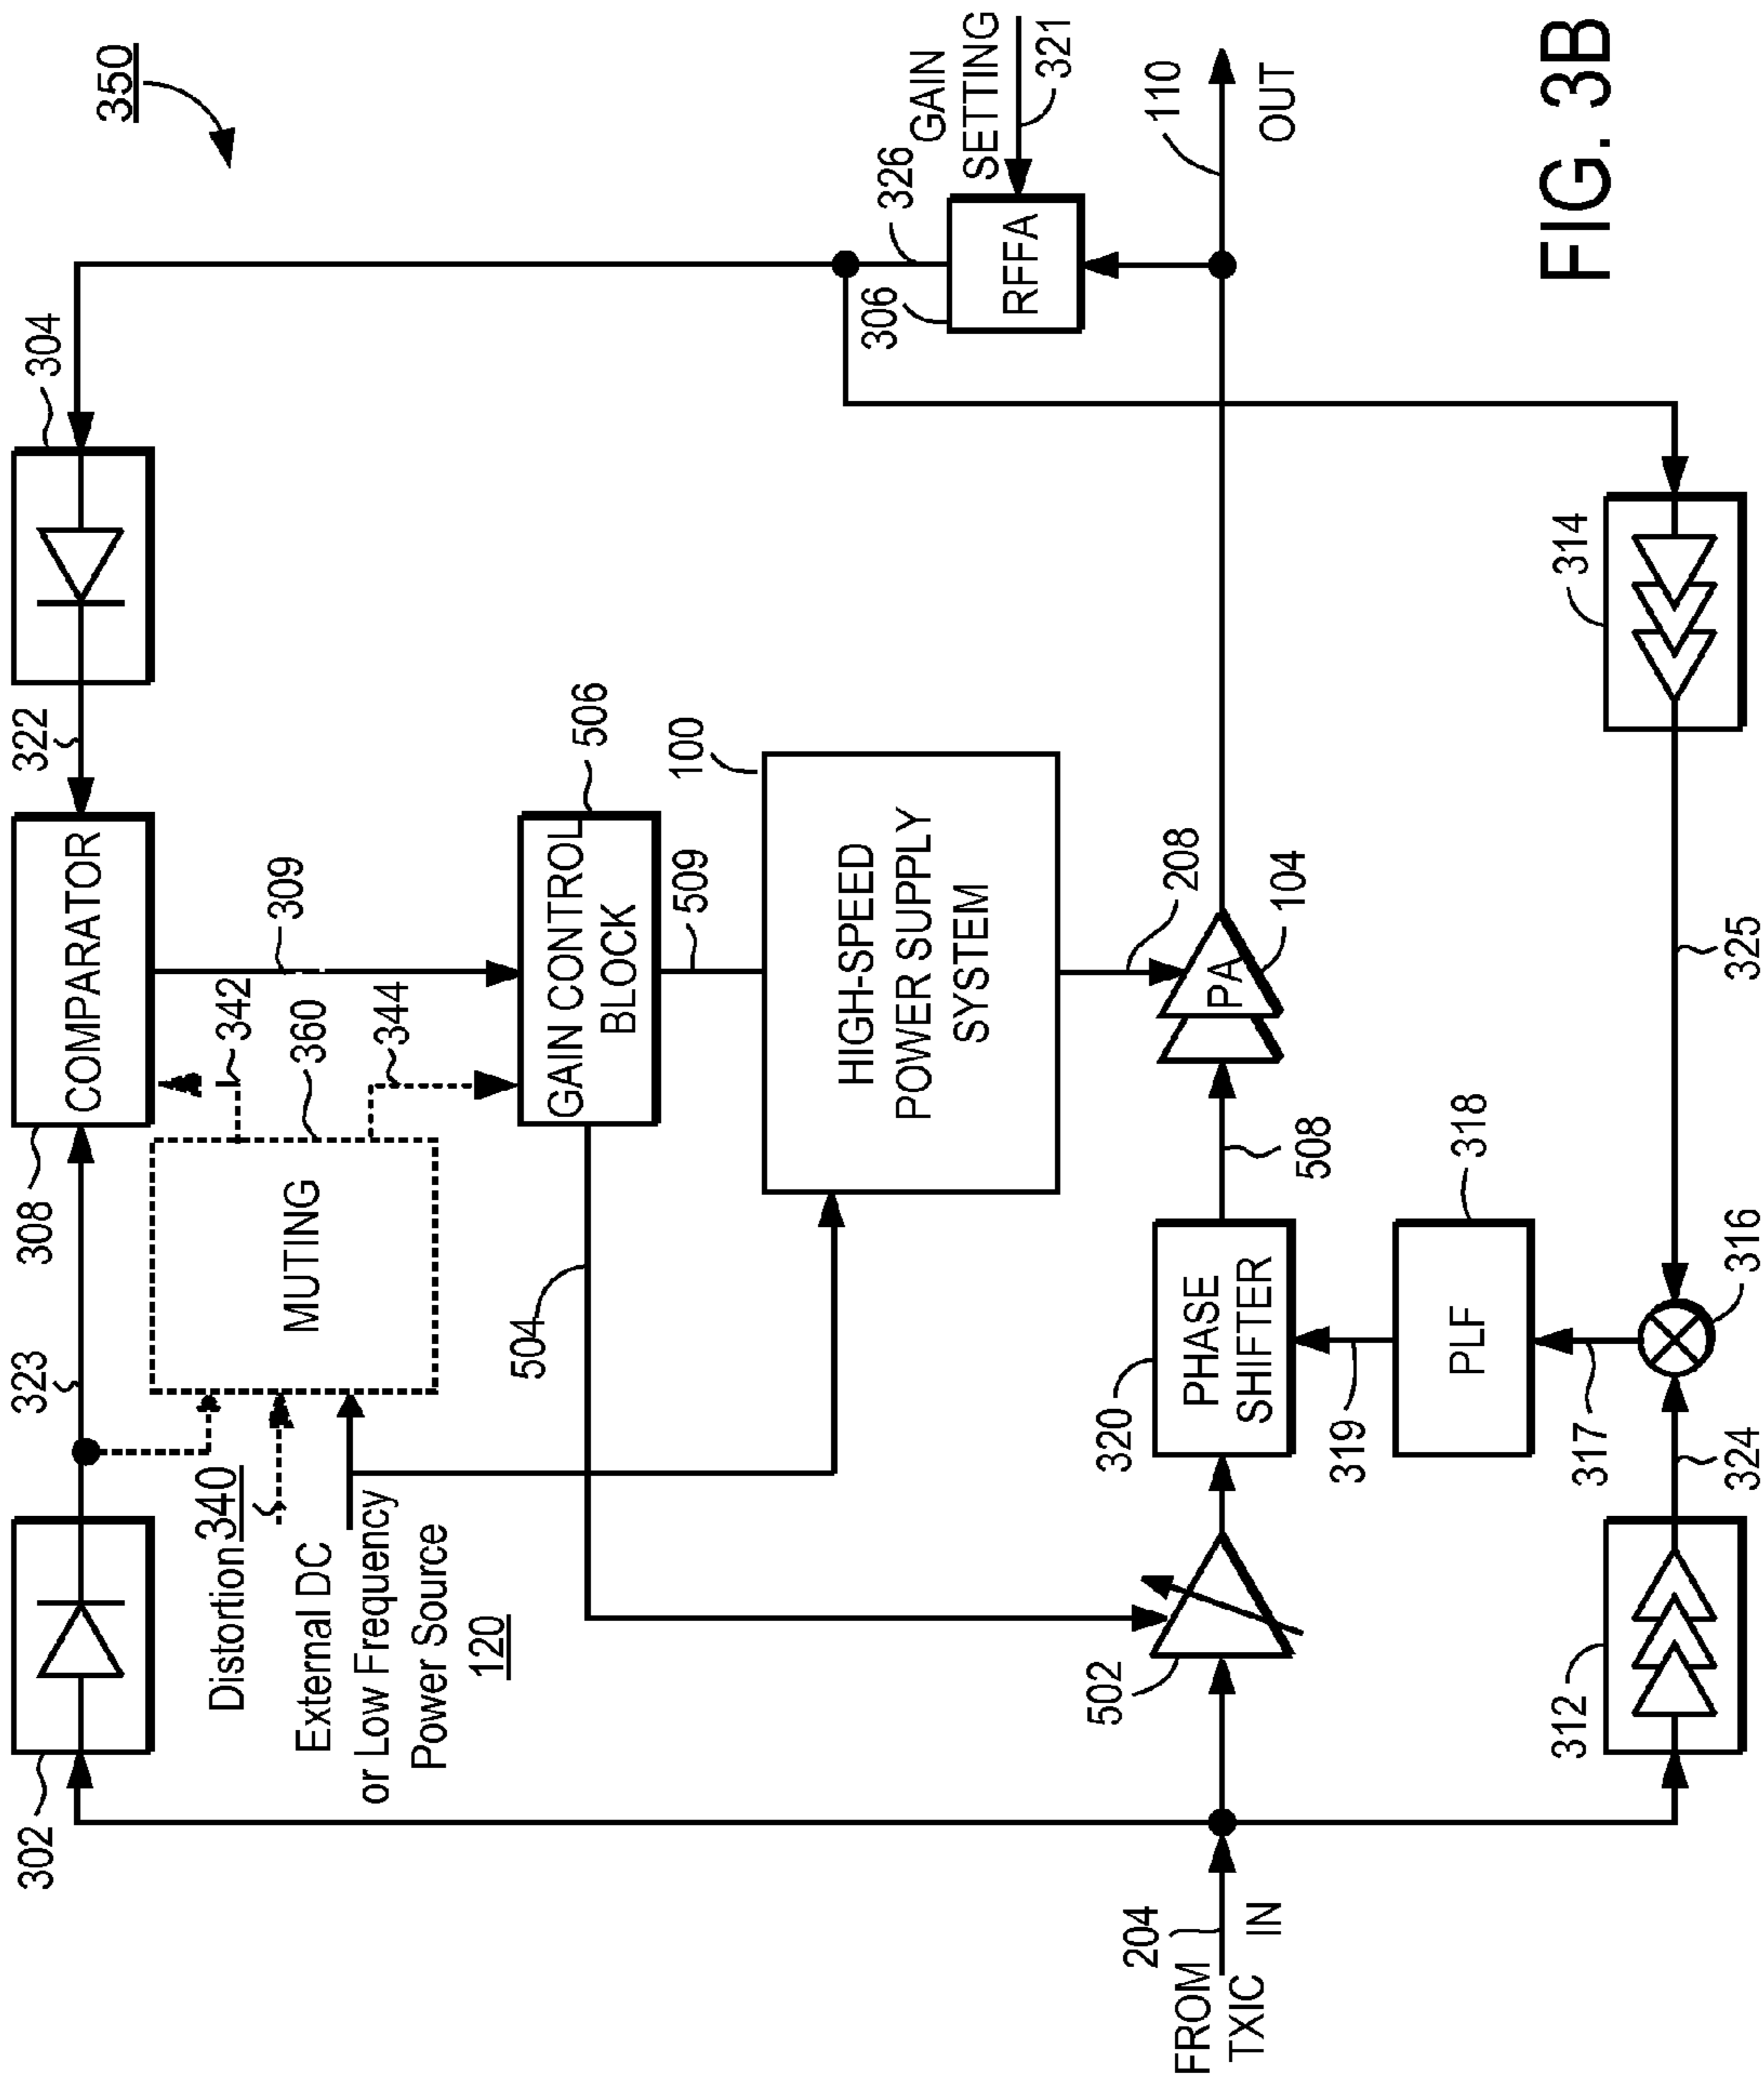 350
302
323
308
COMPARATOR
322
304
Distortion 340
External DC
or Low Frequency
Power Source
120
MUTING
342
360
344
309
504
GAIN CONTROL
BLOCK
506
509
100
HIGH-SPEED
POWER SUPPLY
SYSTEM
306
326
RFFA
GAIN
SETTING
321
FROM
TXIC
204
IN
502
320
PHASE
SHIFTER
508
PA
208
104
110
OUT
319
PLF
318
317
312
324
316
325
314
FIG. 3B